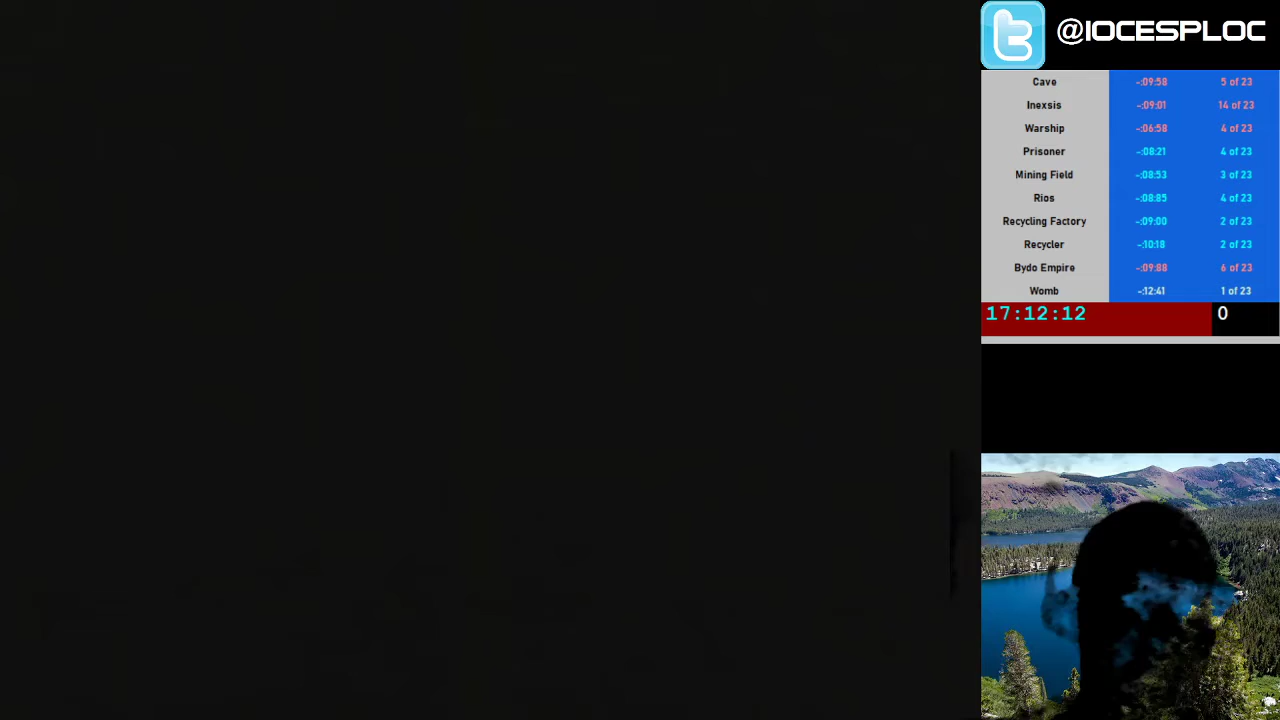 @IOCESPLOC
Cave -:09:58 5 of 23
Inexsis -:09:01 14 of 23
Warship -:06:58 4 of 23
Prisoner -:08:21 4 of 23
Mining Field -:08:53 3 of 23
Rios -:08:85 4 of 23
Recycling Factory -:09:00 2 of 23
Recycler -:10:18 2 of 23
Bydo Empire -:09:88 6 of 23
Womb -:12:41 1 of 23
17:12:12 0